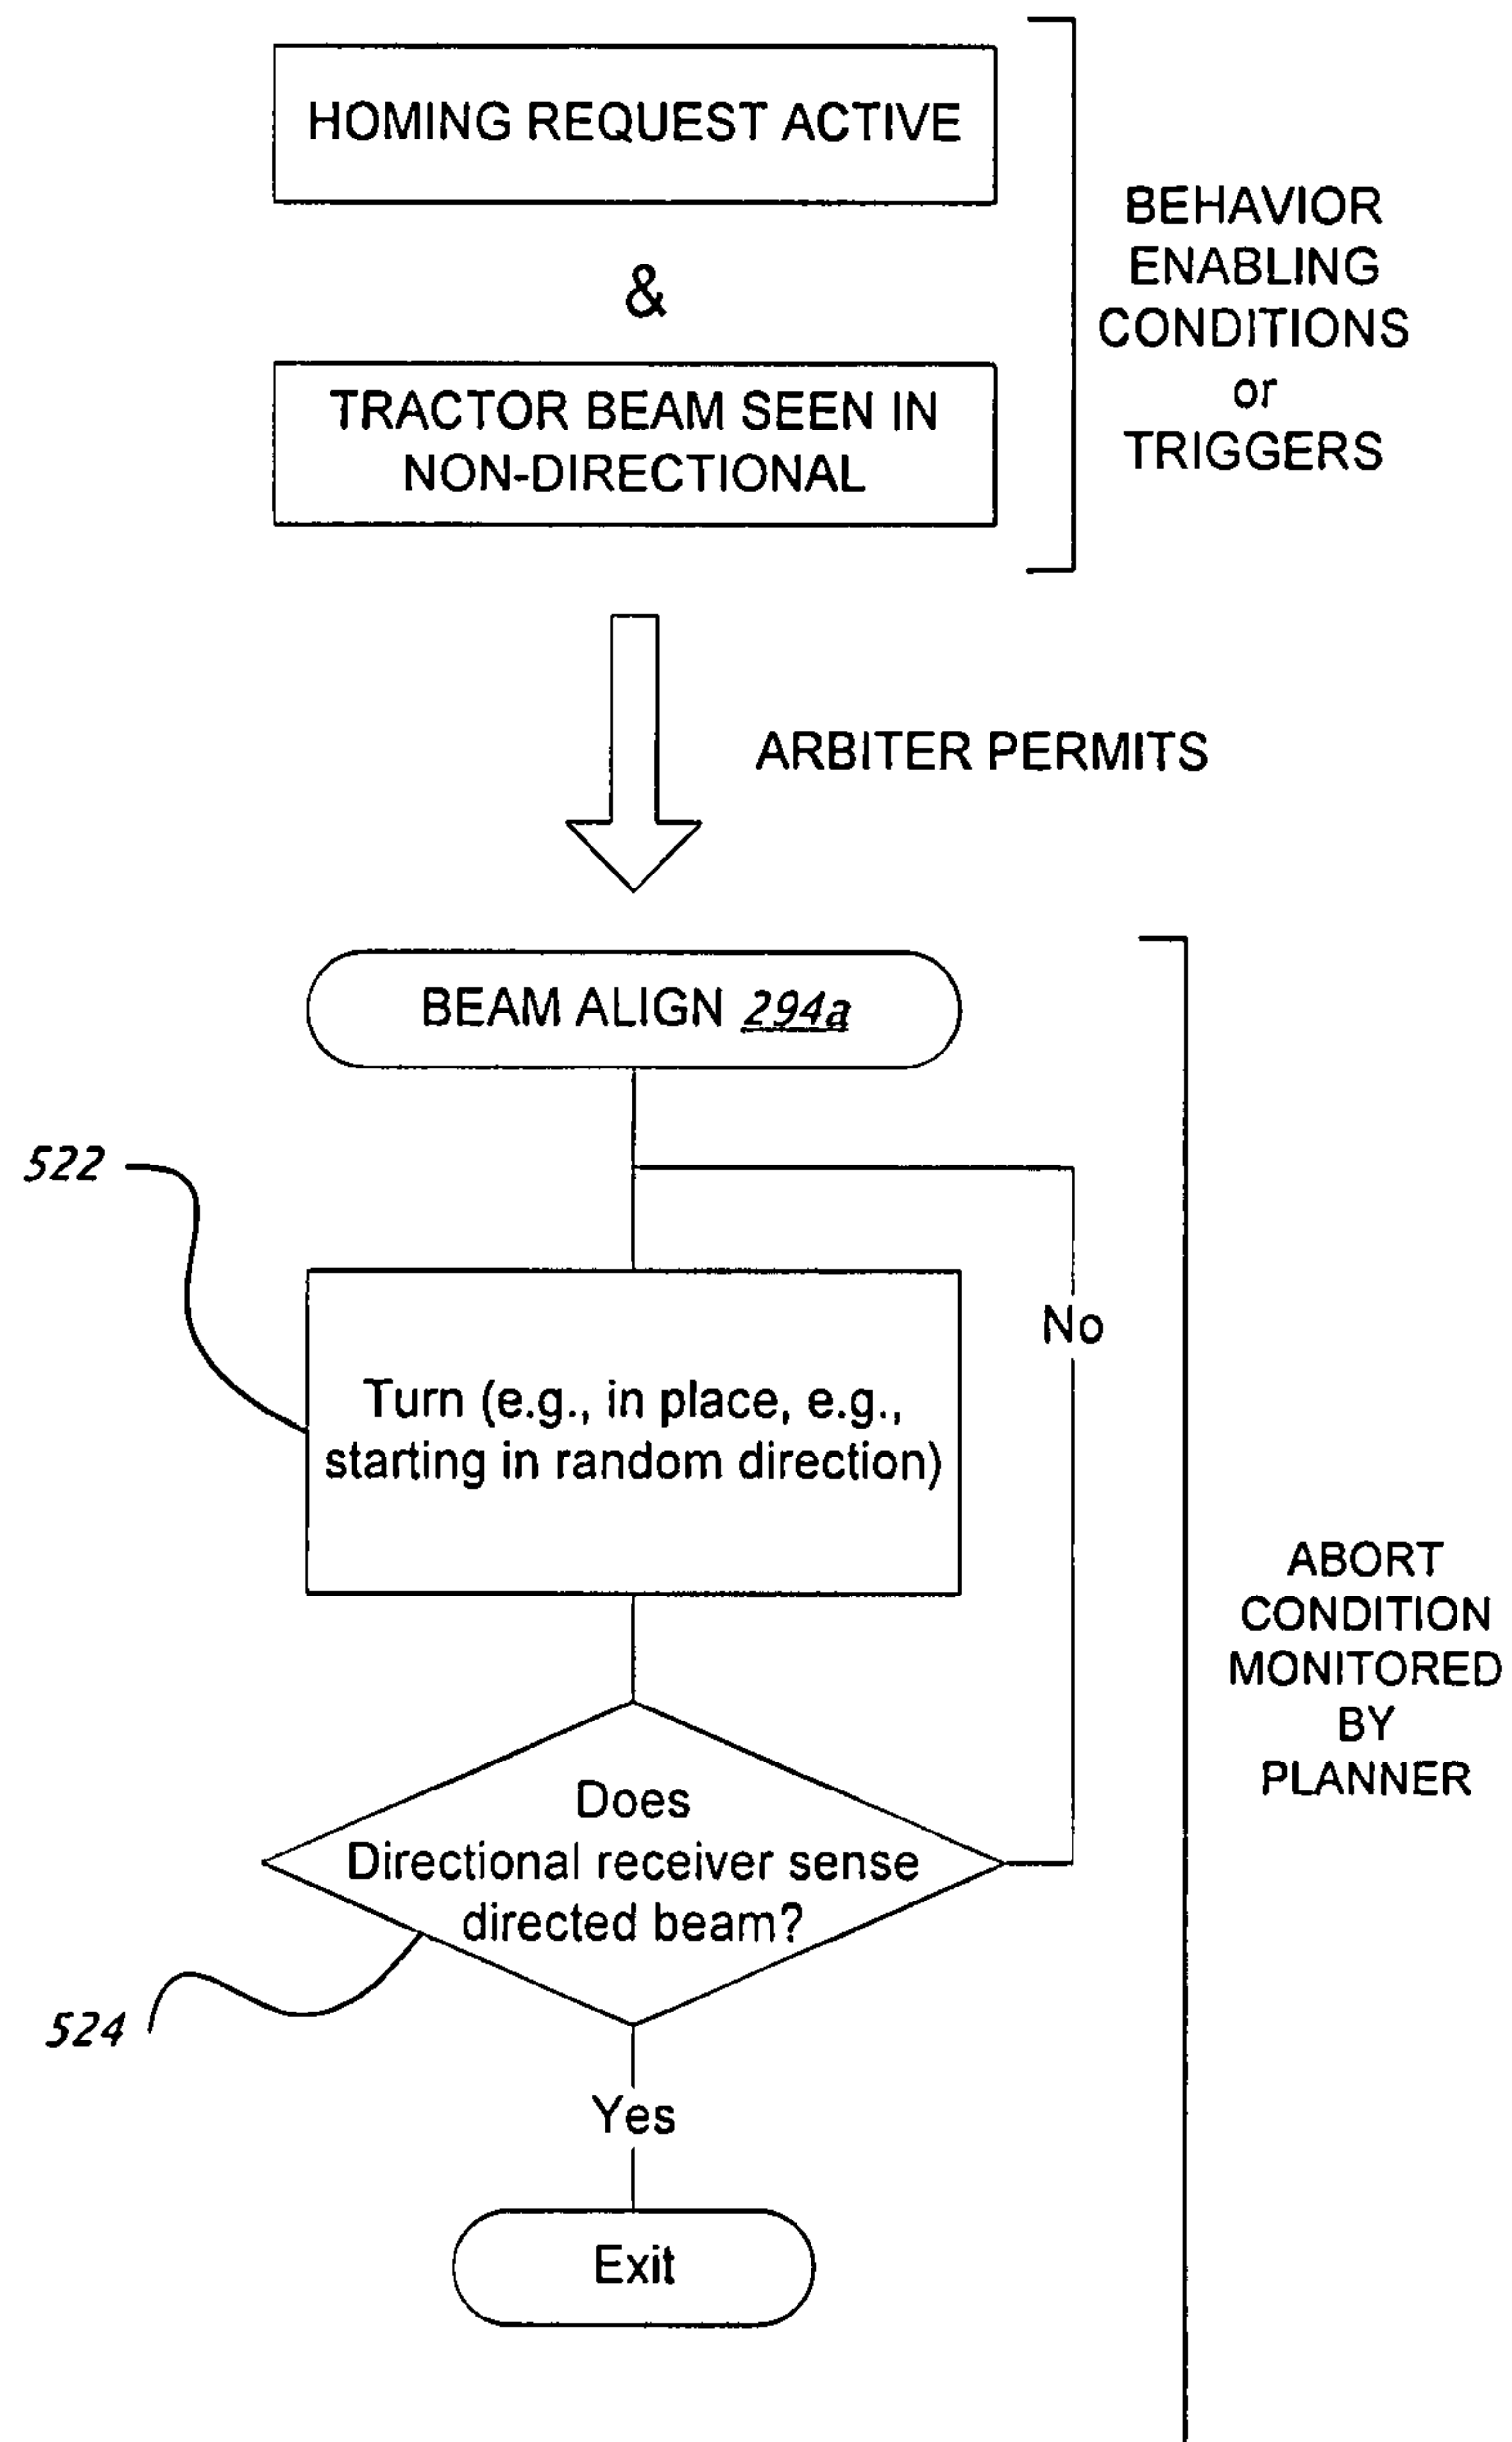 HOMING REQUEST ACTIVE
&
TRACTOR BEAM SEEN IN
NON-DIRECTIONAL
BEHAVIOR
ENABLING
CONDITIONS
or
TRIGGERS
ARBITER PERMITS
BEAM ALIGN 294a
522
No
Turn (e.g., in place, e.g.,
starting in random direction)
ABORT
CONDITION
MONITORED
BY
PLANNER
Does
Directional receiver sense
directed beam?
524
Yes
Exit